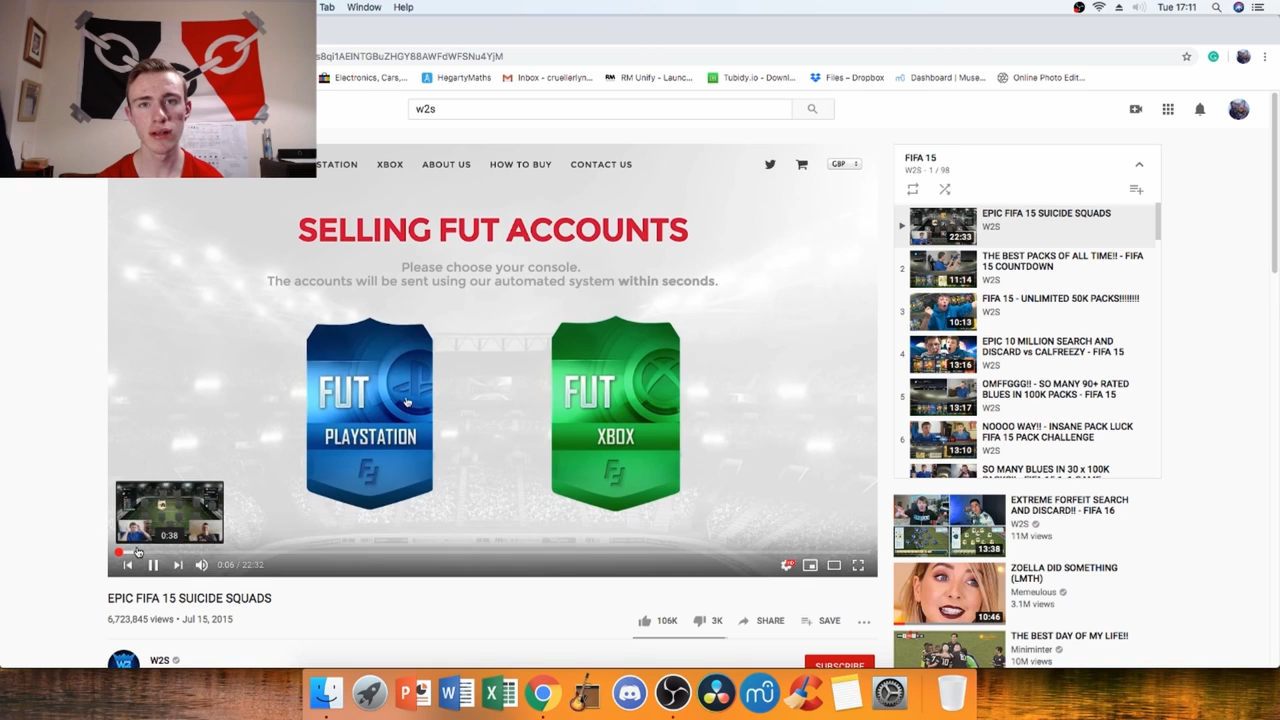 Tab Window Help
Tue 17:11
s8qi1AEINTGBuZHGY88AWFdWFSNu4YjM
Electronics, Cars,...
HegartyMaths
Inbox - cruellerlyn...
RM Unify - Launc...
Tubidy.io - Downl...
Files – Dropbox
Dashboard | Muse...
Online Photo Edit...
w2s
STATION XBOX ABOUT US HOW TO BUY CONTACT US
GBP
SELLING FUT ACCOUNTS
Please choose your console.
The accounts will be sent using our automated system within seconds.
FUT
PLAYSTATION
FUT
XBOX
0:38
0:06 / 22:32
EPIC FIFA 15 SUICIDE SQUADS
6,723,845 views • Jul 15, 2015
106K
3K
SHARE
SAVE
W2S
SUBSCRIBE
FIFA 15
W2S - 1 / 98
22:33
EPIC FIFA 15 SUICIDE SQUADS
W2S
2
11:14
THE BEST PACKS OF ALL TIME!! - FIFA
15 COUNTDOWN
W2S
3
10:13
FIFA 15 - UNLIMITED 50K PACKS!!!!!!!!
W2S
4
13:16
EPIC 10 MILLION SEARCH AND
DISCARD vs CALFREEZY - FIFA 15
W2S
5
13:17
OMFFGGG!! - SO MANY 90+ RATED
BLUES IN 100K PACKS - FIFA 15
W2S
6
13:10
NOOOO WAY!! - INSANE PACK LUCK
FIFA 15 PACK CHALLENGE
W2S
SO MANY BLUES IN 30 x 100K
13:38
EXTREME FORFEIT SEARCH
AND DISCARD!! - FIFA 16
W2S
11M views
10:46
ZOELLA DID SOMETHING
(LMTH)
Memeulous
3.1M views
THE BEST DAY OF MY LIFE!!
Miniminter
10M views